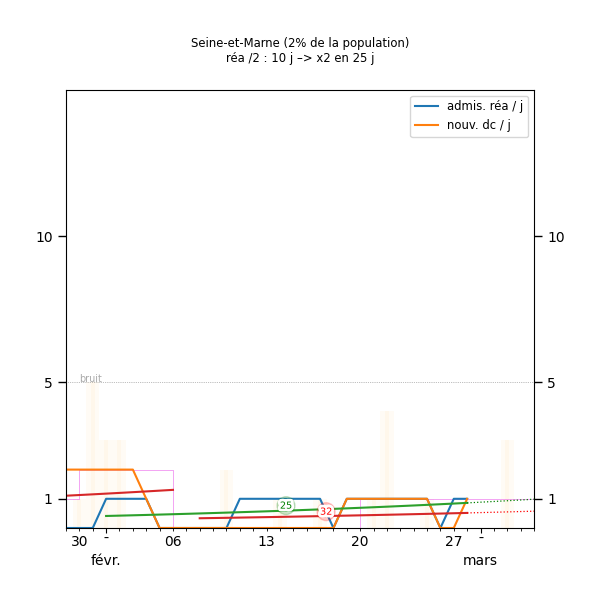 Seine-et-Marne (2% de la population)
réa /2 : 10 j –> x2 en 25 j
admis. réa / j
nouv. dc / j
10
10
bruit
5
5
25
32
1
1
30
-
06
13
20
27
-
févr.
mars